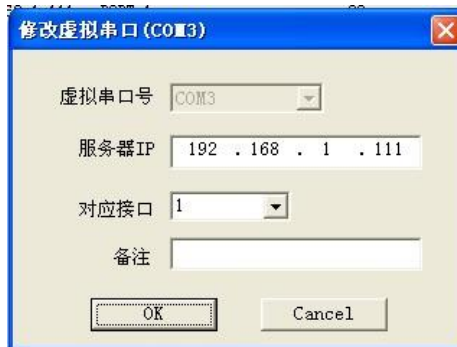 修改虚拟串口(COM3)
虚拟串口号 COM3
服务器IP 192 . 168 . 1 . 111
对应接口 1
备注
OK Cancel